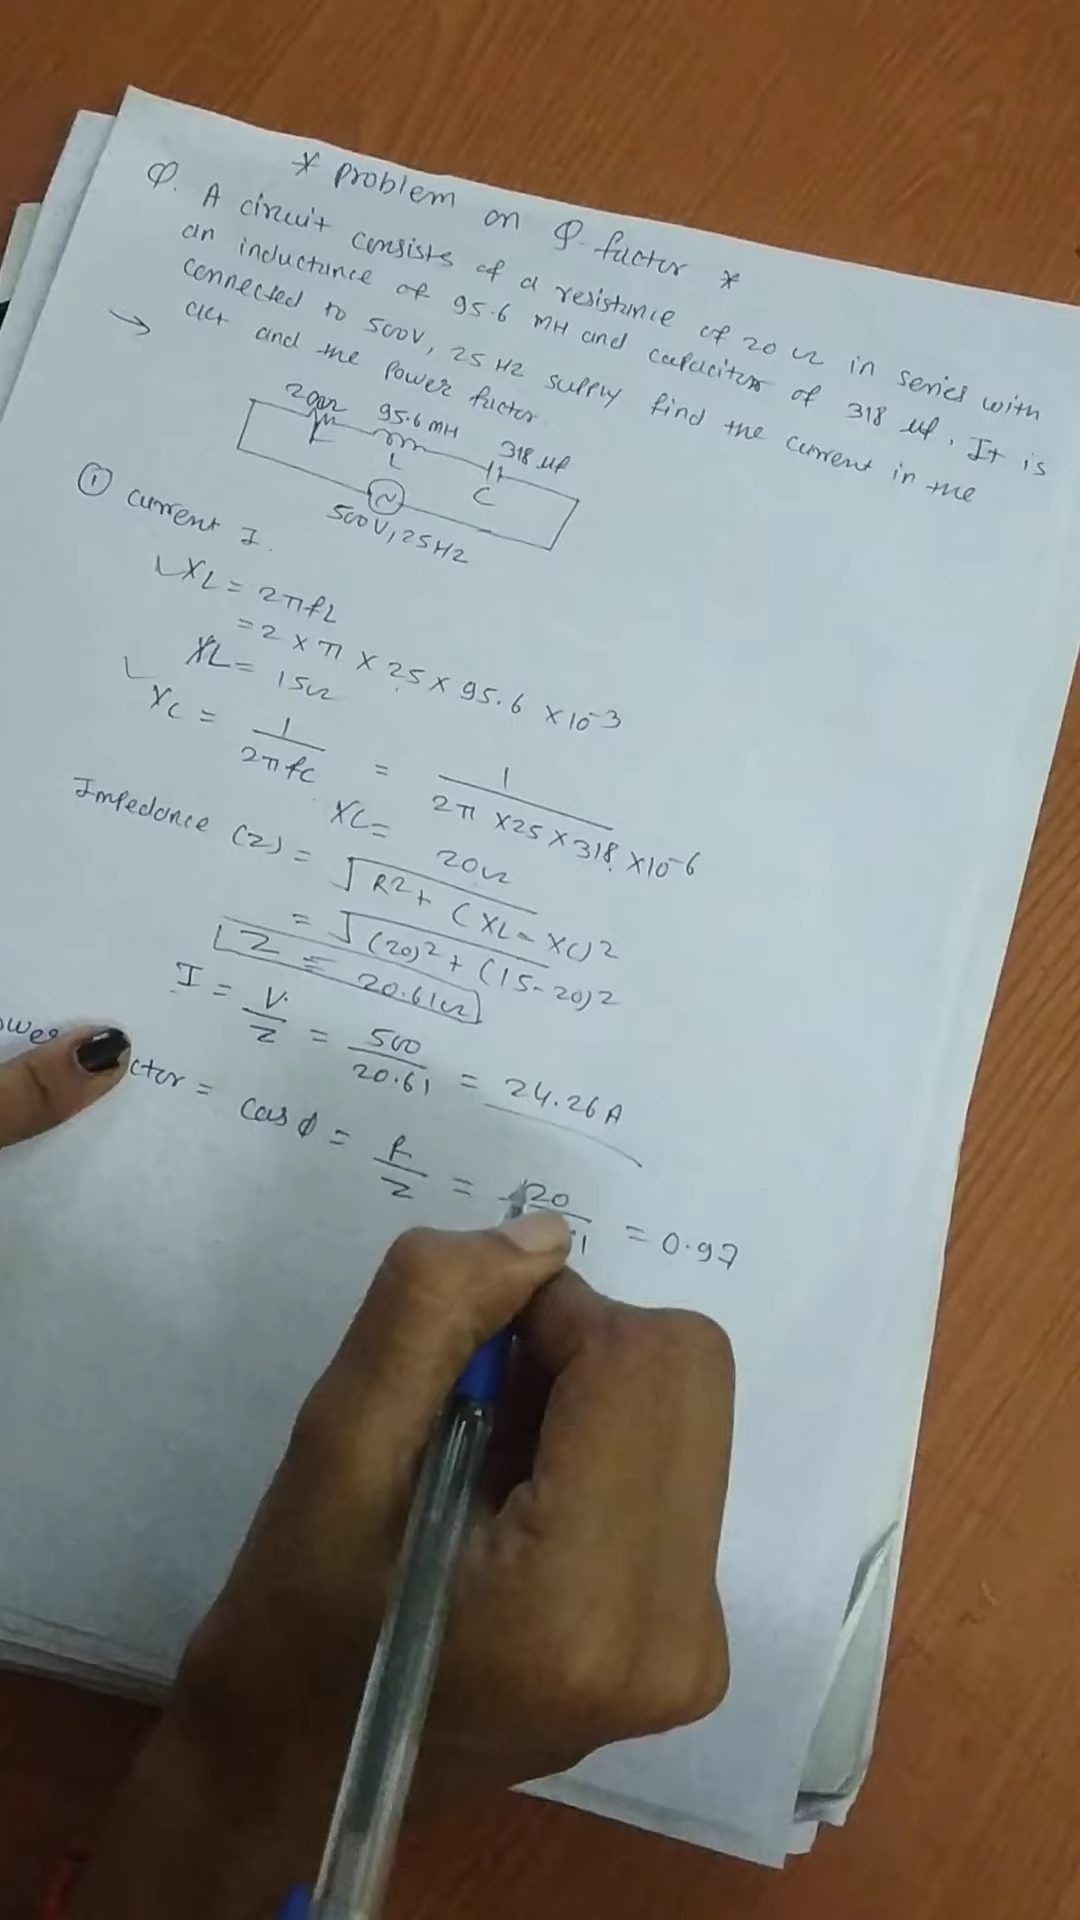 * Problem on Q. factor *
Q. A circuit consists of a resistance of 20 Ω in series with
an inductance of 95.6 mH and capacitor of 318 μf. It is
connected to 500V, 25 Hz supply find the current in the
ckt and the power factor.
20Ω 95.6 mH 318 μf
L C
500V, 25Hz
① Current I.
XL = 2πfL
= 2 × π × 25 × 95.6 × 10-3
XL = 15Ω
XC = 1/2πfC = 1/2π × 25 × 318 × 10-6
XC = 20Ω
Impedance (Z) = √R2 + (XL - XC)2
= √(20)2 + (15-20)2
Z = 20.61Ω
I = V/Z = 500/20.61 = 24.26 A
ctor = cos ϕ = R/Z = 20/ 1 = 0.97